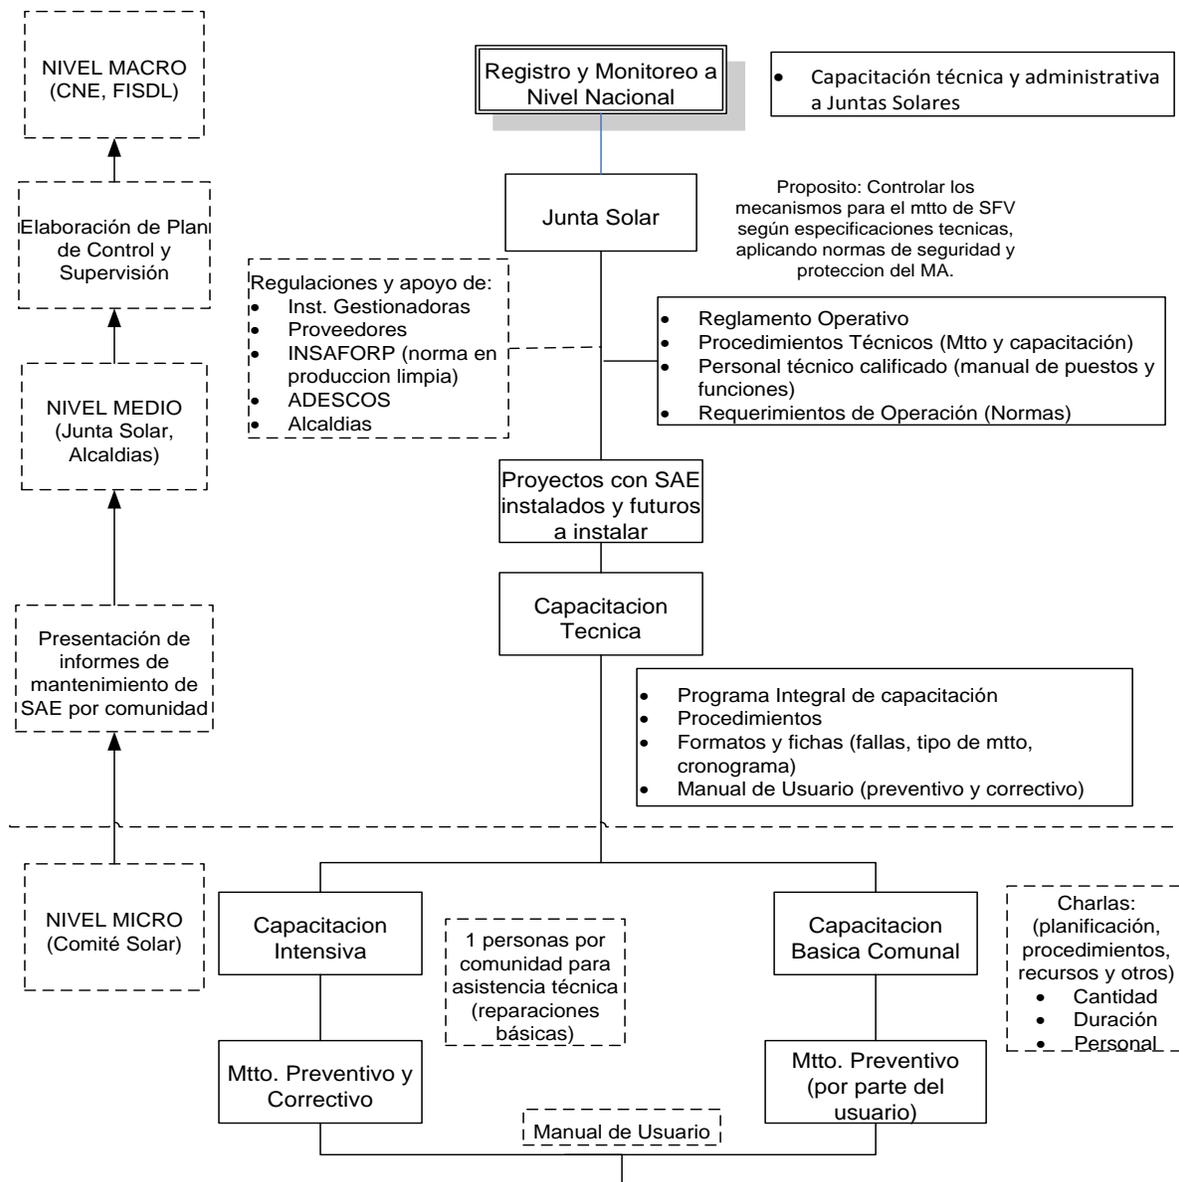 NIVEL MACRO
(CNE, FISDL)
Registro y Monitoreo a
Nivel Nacional
• Capacitación técnica y administrativa
a Juntas Solares
Elaboración de Plan
de Control y
Supervisión
Junta Solar
Proposito: Controlar los
mecanismos para el mtto de SFV
según especificaciones tecnicas,
aplicando normas de seguridad y
proteccion del MA.
Regulaciones y apoyo de:
• Inst. Gestionadoras
• Proveedores
• INSAFORP (norma en
produccion limpia)
• ADESCOS
• Alcaldias
• Reglamento Operativo
• Procedimientos Técnicos (Mtto y capacitación)
• Personal técnico calificado (manual de puestos y
funciones)
• Requerimientos de Operación (Normas)
NIVEL MEDIO
(Junta Solar,
Alcaldias)
Proyectos con SAE
instalados y futuros
a instalar
Capacitacion
Tecnica
Presentación de
informes de
mantenimiento de
SAE por comunidad
• Programa Integral de capacitación
• Procedimientos
• Formatos y fichas (fallas, tipo de mtto,
cronograma)
• Manual de Usuario (preventivo y correctivo)
NIVEL MICRO
(Comité Solar)
Capacitacion
Intensiva
1 personas por
comunidad para
asistencia técnica
(reparaciones
básicas)
Capacitacion
Basica Comunal
Charlas:
(planificación,
procedimientos,
recursos y otros)
• Cantidad
• Duración
• Personal
Mtto. Preventivo y
Correctivo
Mtto. Preventivo
(por parte del
usuario)
Manual de Usuario